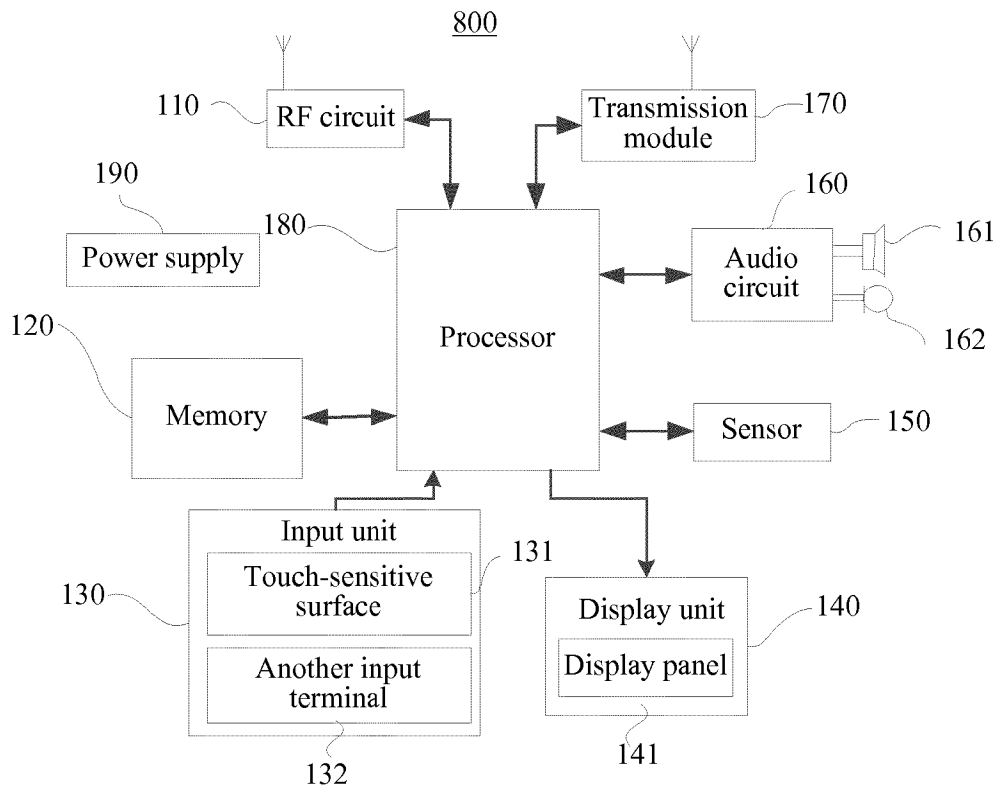 800
110
RF circuit
Transmission
module
170
190
Power supply
180
160
161
Audio
circuit
162
Processor
120
Memory
Sensor
150
Input unit
131
130
Touch-sensitive
surface
Another input
terminal
132
Display unit
140
Display panel
141